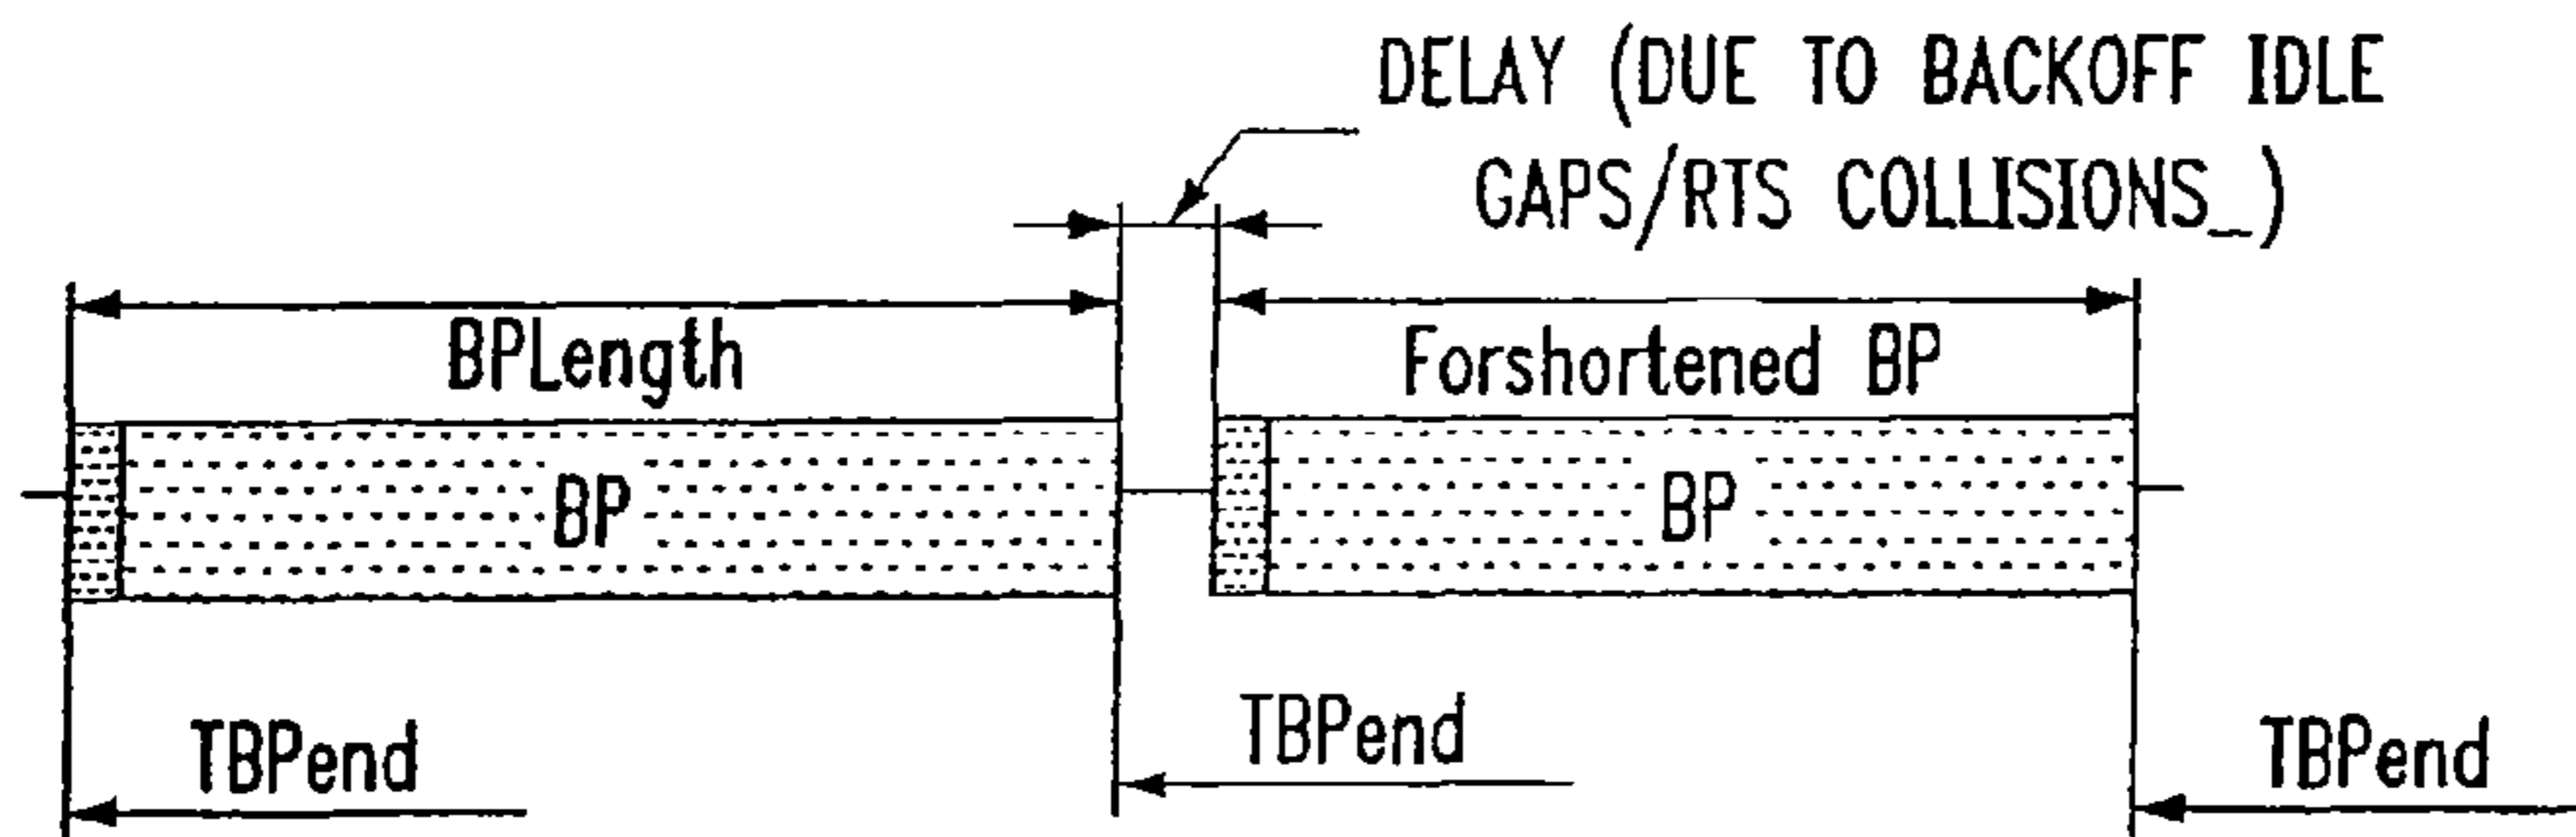 DELAY (DUE TO BACKOFF IDLE
GAPS/RTS COLLISIONS_)
BPLength
Forshortened BP
BP
BP
TBPend
TBPend
TBPend